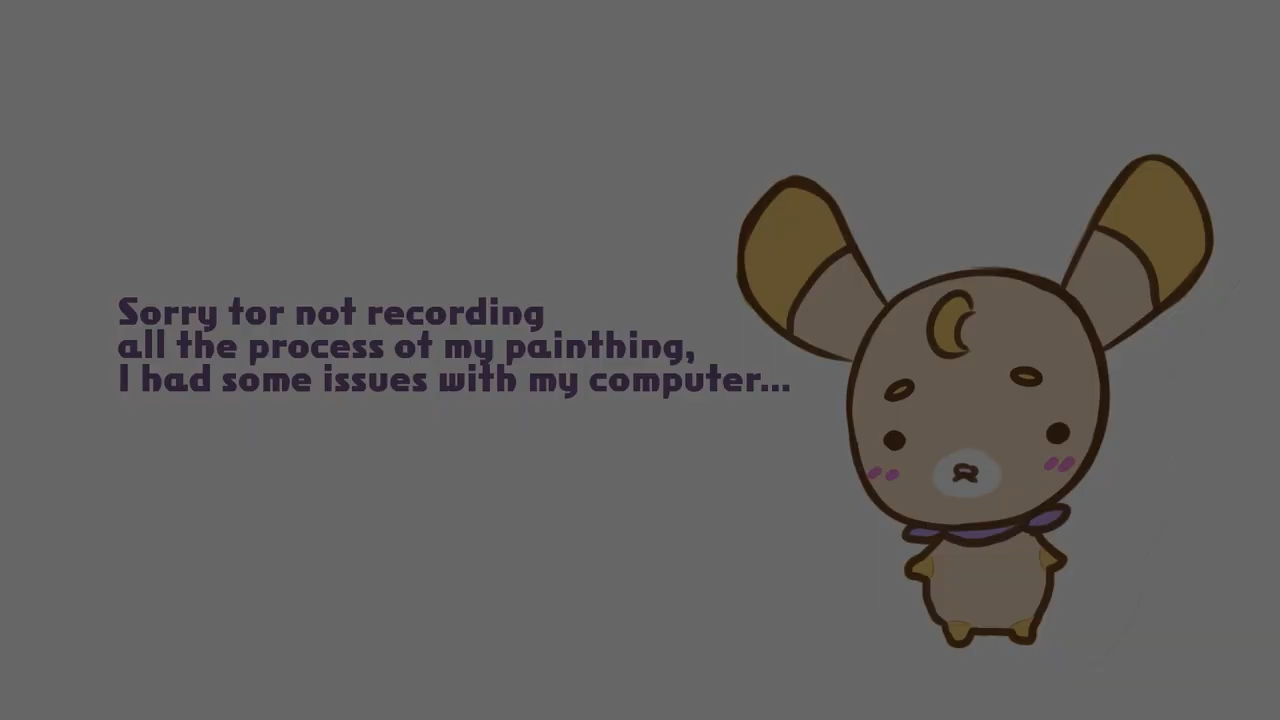 Sorry for not recording
all the process of my painthing,
I had some issues with my computer...